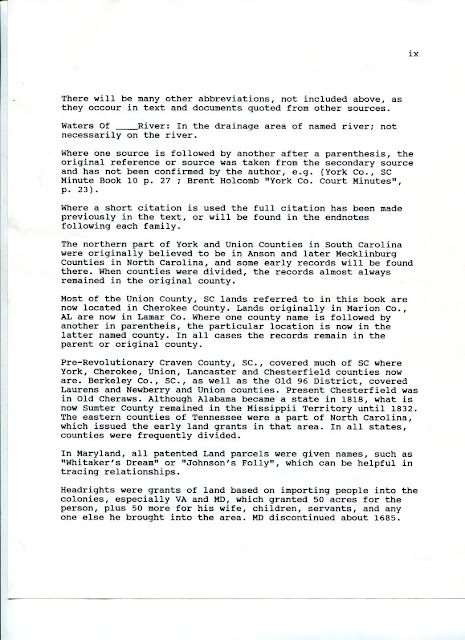 ix
There will be many other abbreviations, not included above, as
they occour in text and documents quoted from other sources.
Waters Of ____River: In the drainage area of named river; not
necessarily on the river.
Where one source is followed by another after a parenthesis, the
original reference or source was taken from the secondary source
and has not been confirmed by the author, e.g. (York Co., SC
Minute Book 10 p. 27 ; Brent Holcomb "York Co. Court Minutes",
p. 23).
Where a short citation is used the full citation has been made
previously in the text, or will be found in the endnotes
following each family.
The northern part of York and Union Counties in South Carolina
were originally believed to be in Anson and later Mecklinburg
Counties in North Carolina, and some early records will be found
there. When counties were divided, the records almost always
remained in the original county.
Most of the Union County, SC lands referred to in this book are
now located in Cherokee County. Lands originally in Marion Co.,
AL are now in Lamar Co. Where one county name is followed by
another in parentheis, the particular location is now in the
latter named county. In all cases the records remain in the
parent or original county.
Pre-Revolutionary Craven County, SC., covered much of SC where
York, Cherokee, Union, Lancaster and Chesterfield counties now
are. Berkeley Co., SC., as well as the Old 96 District, covered
Laurens and Newberry and Union counties. Present Chesterfield was
in Old Cheraws. Although Alabama became a state in 1818, what is
now Sumter County remained in the Missippii Territory until 1832.
The eastern counties of Tennessee were a part of North Carolina,
which issued the early land grants in that area. In all states,
counties were frequently divided.
In Maryland, all patented Land parcels were given names, such as
"Whitaker's Dream" or "Johnson's Folly", which can be helpful in
tracing relationships.
Headrights were grants of land based on importing people into the
colonies, especially VA and MD, which granted 50 acres for the
person, plus 50 more for his wife, children, servants, and any
one else he brought into the area. MD discontinued about 1685.